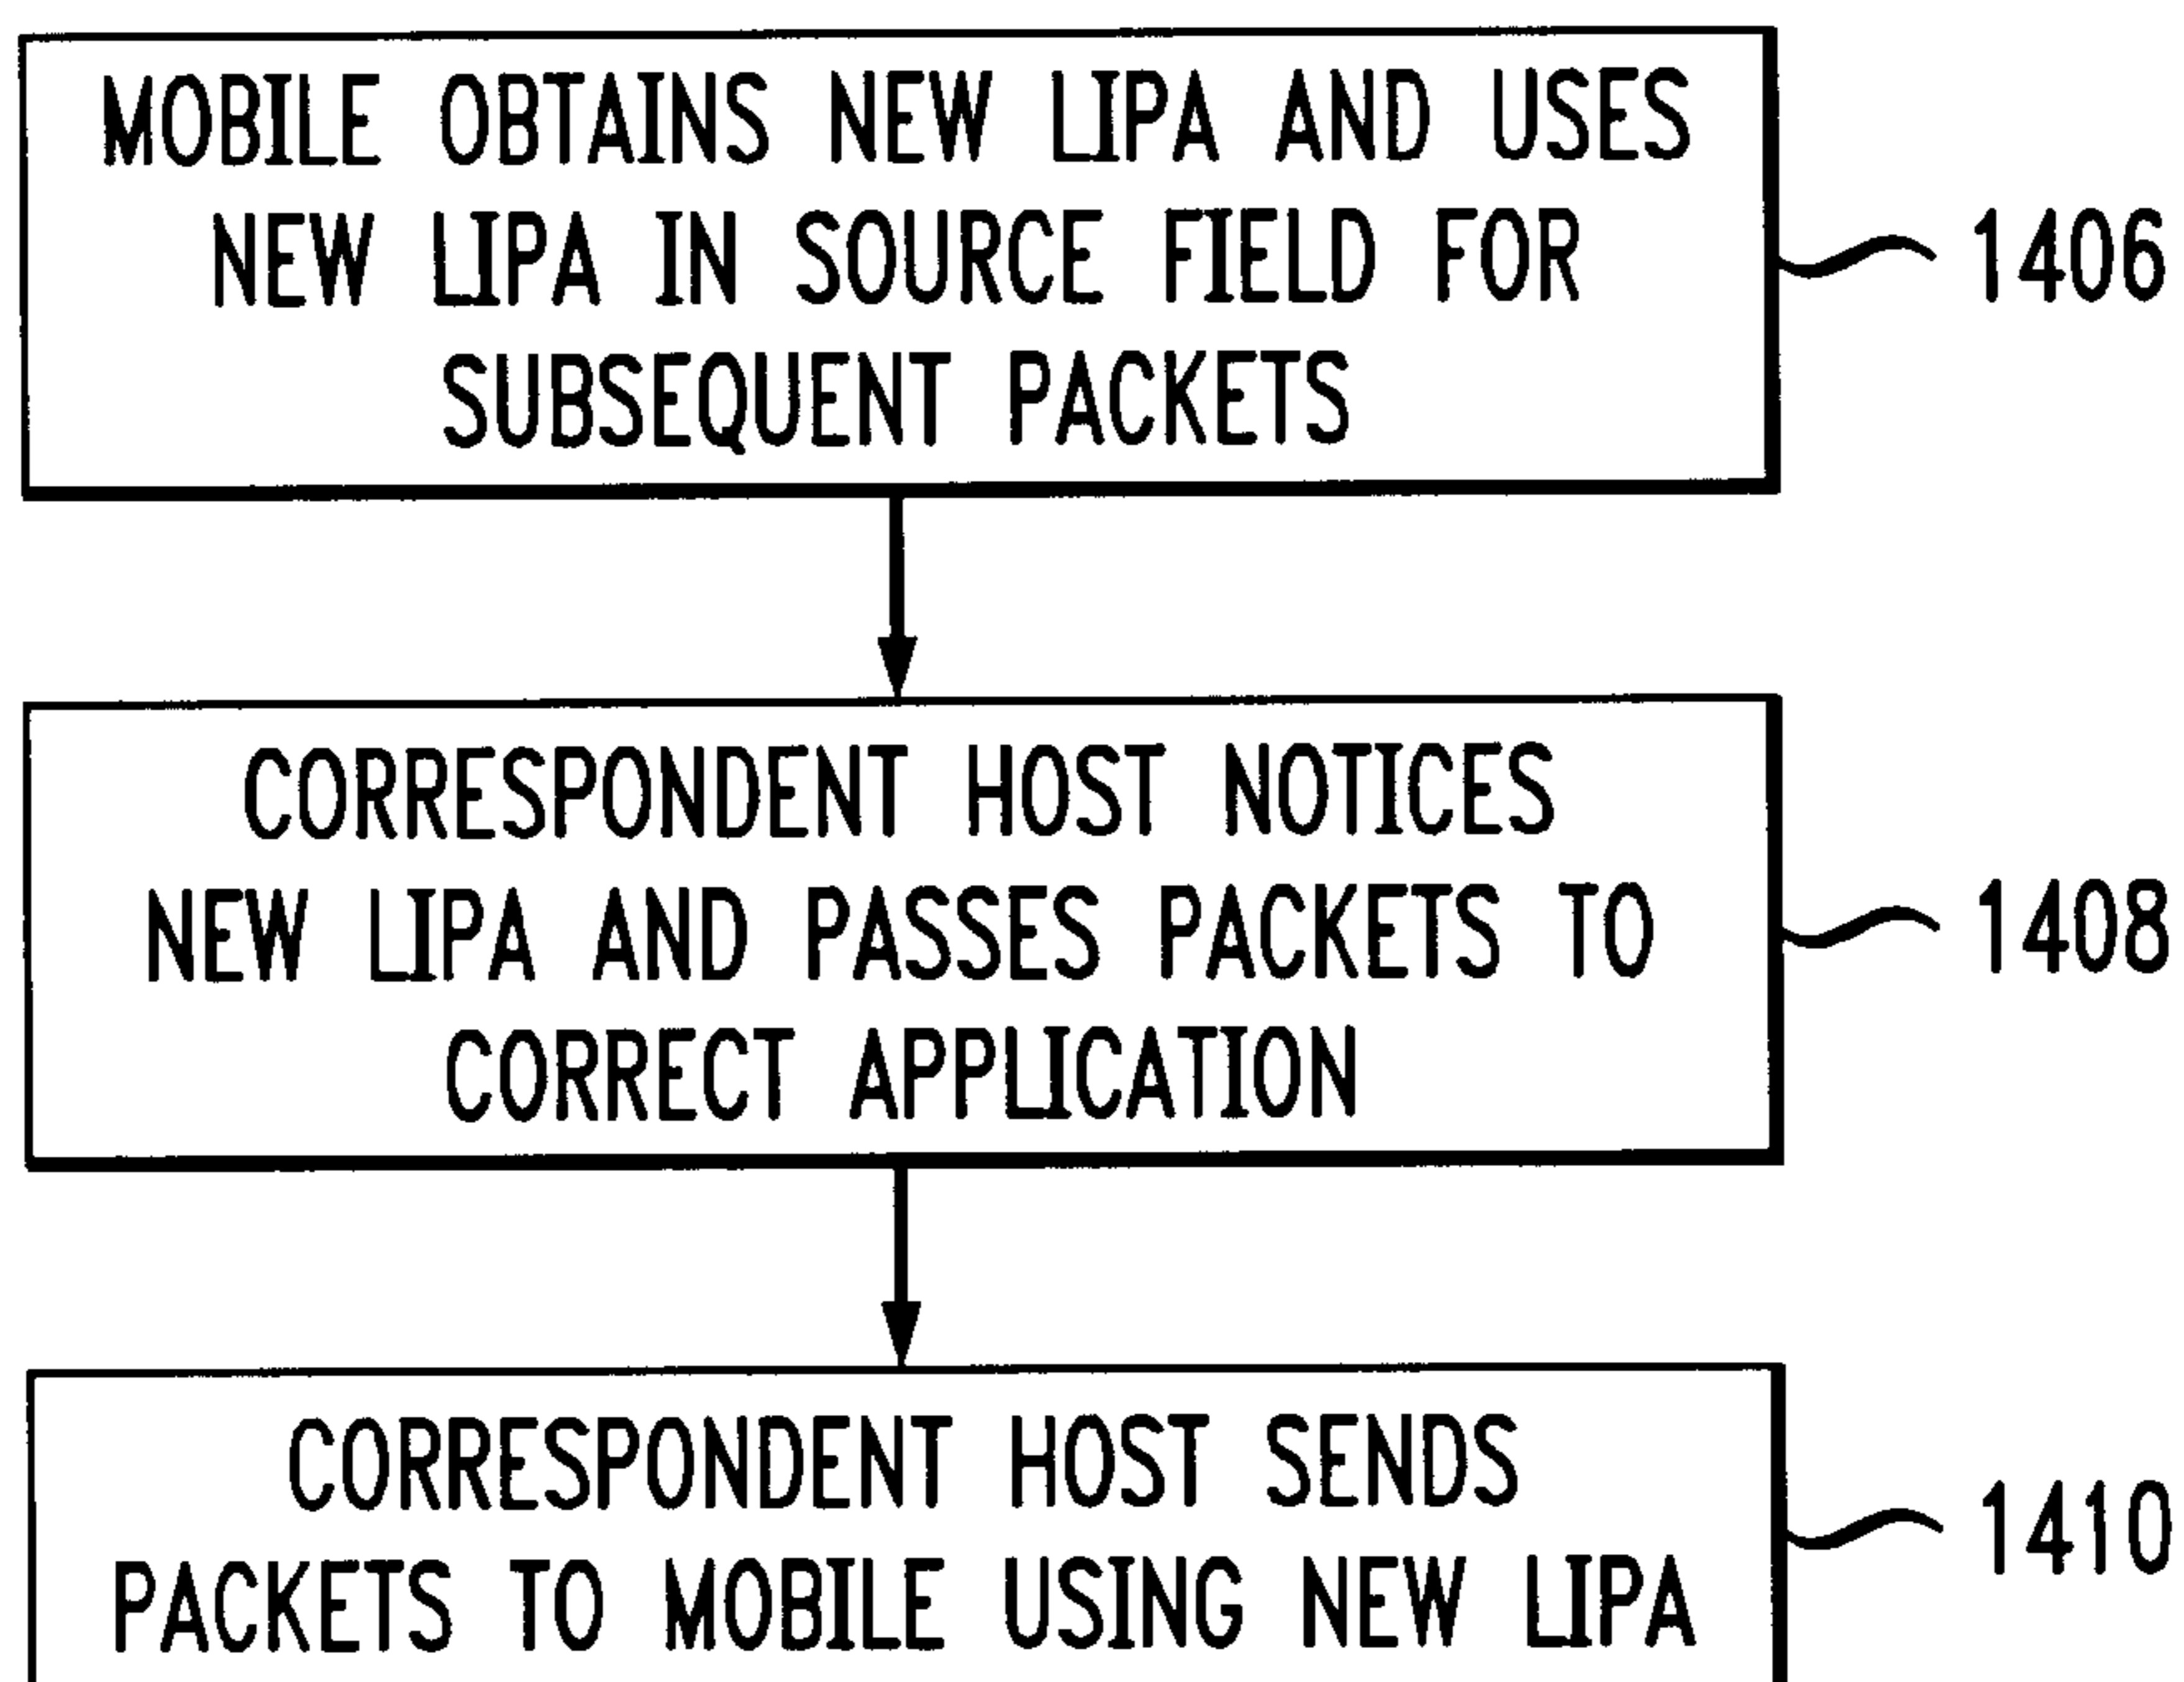 MOBILE OBTAINS NEW LIPA AND USES
NEW LIPA IN SOURCE FIELD FOR
SUBSEQUENT PACKETS
1406
CORRESPONDENT HOST NOTICES
NEW LIPA AND PASSES PACKETS TO
CORRECT APPLICATION
1408
CORRESPONDENT HOST SENDS
PACKETS TO MOBILE USING NEW LIPA
1410